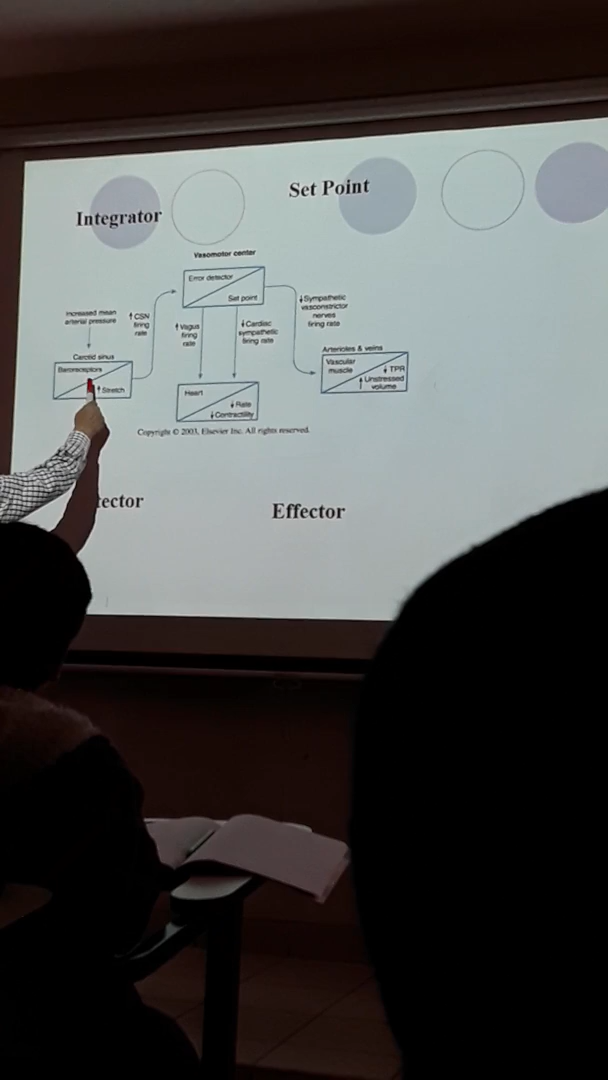 Set Point
Integrator
Vasomotor center
Error detector
Set point
Increased mean
arterial pressure
↑ CSN
firing
rate
↑ Vagus
firing
rate
↓ Cardiac
sympathetic
firing rate
↓ Sympathetic
vasoconstrictor
nerves
firing rate
Carotid sinus
Baroreceptors
↑ Stretch
Heart
↓ Rate
↓ Contractility
Arterioles & veins
Vascular
muscle
↓ TPR
↑ Unstressed
volume
Copyright © 2003, Elsevier Inc. All rights reserved.
tector
Effector